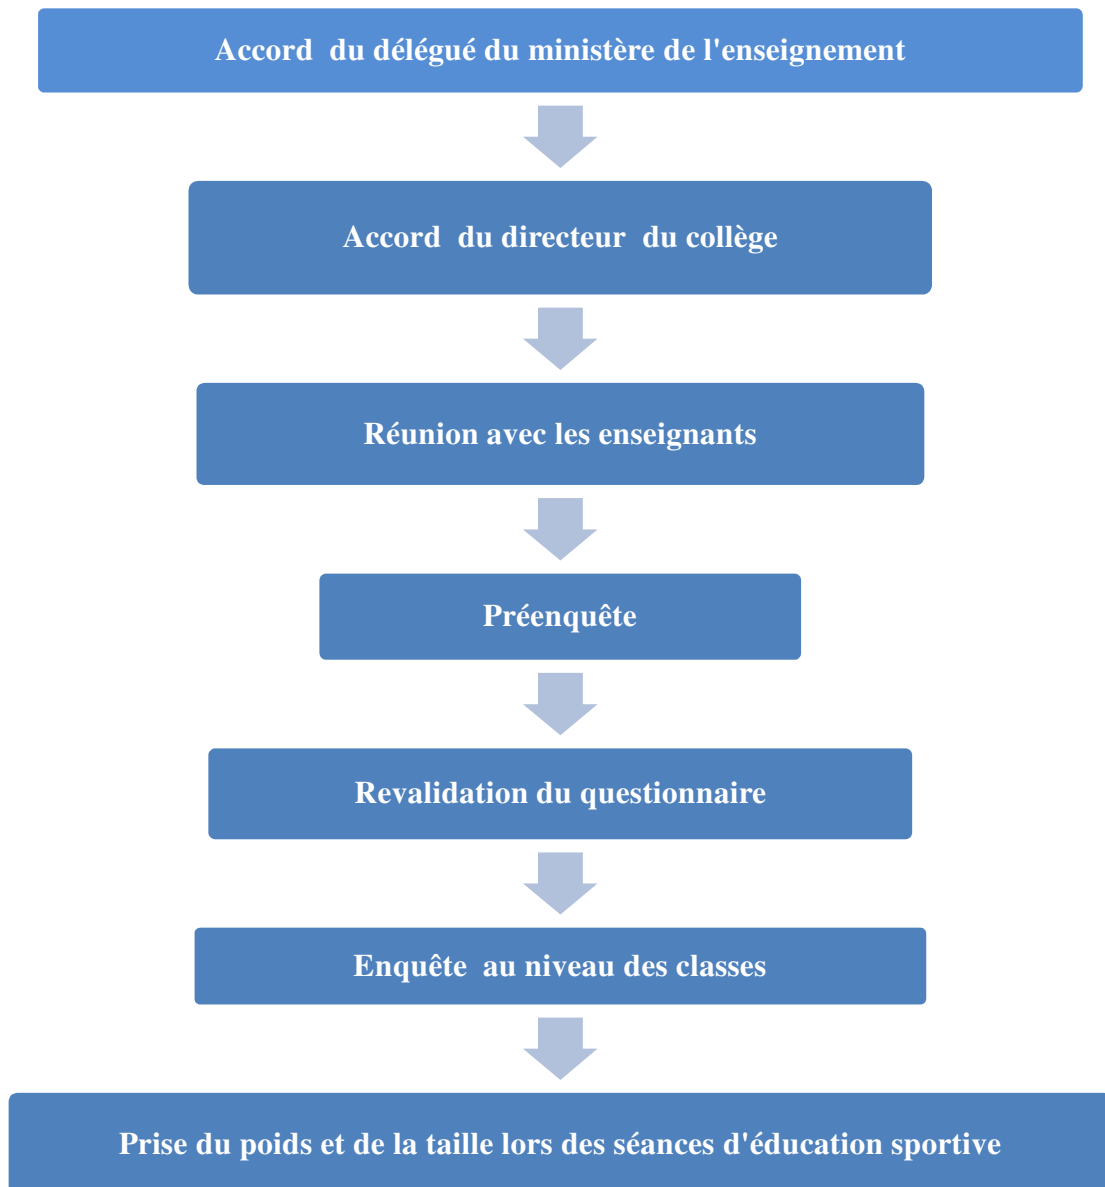 Accord  du délégué du ministère de l'enseignement
Accord  du directeur  du collège
Réunion avec les enseignants
Préenquête
Revalidation du questionnaire
Enquête  au niveau des classes
Prise du poids et de la taille lors des séances d'éducation sportive